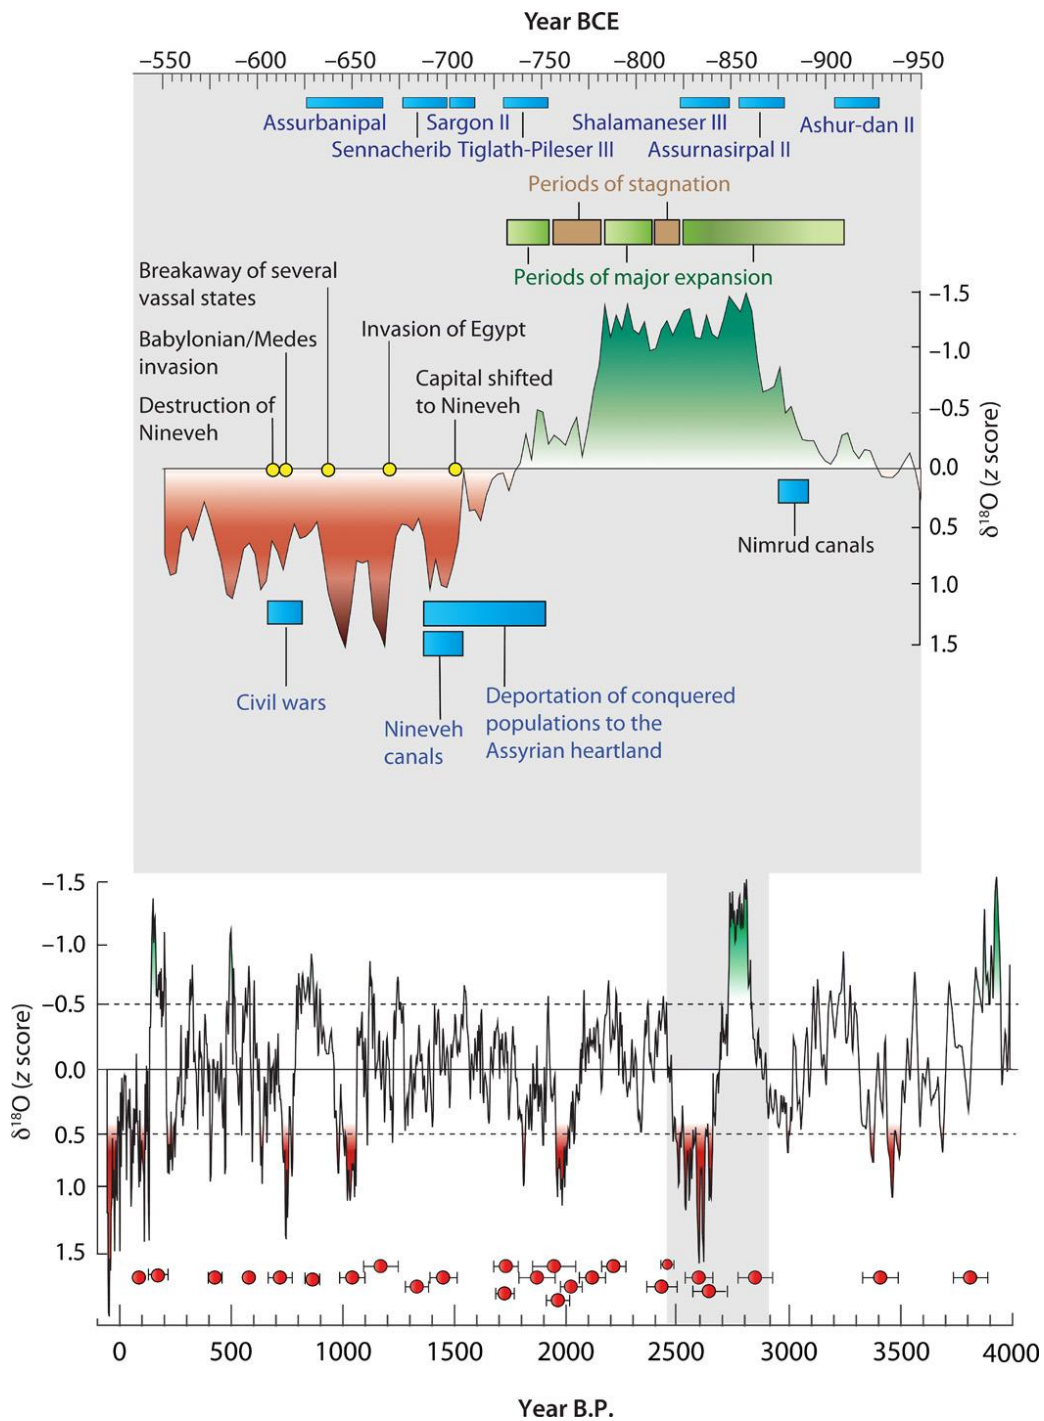 Year BCE
–550 –610 –650 –700 –750 –800 –850 –900 –950
Assurbanipal Sargon II Shalamaneser III Ashur-dan II
Sennacherib Tiglath-Pileser III Assurnasirpal II
Periods of stagnation
Periods of major expansion
Breakaway of several
vassal states
Babylonian/Medes
invasion
Destruction of
Nineveh
Invasion of Egypt
Capital shifted
to Nineveh
–1.5
–1.0
–0.5
0.0
0.5
1.0
1.5
δ¹⁸O (z score)
Nimrud canals
Civil wars
Nineveh
canals
Deportation of conquered
populations to the
Assyrian heartland
–1.5
–1.0
–0.5
0.0
0.5
1.0
1.5
δ¹⁸O (z score)
0 500 1000 1500 2000 2500 3000 3500 4000
Year B.P.